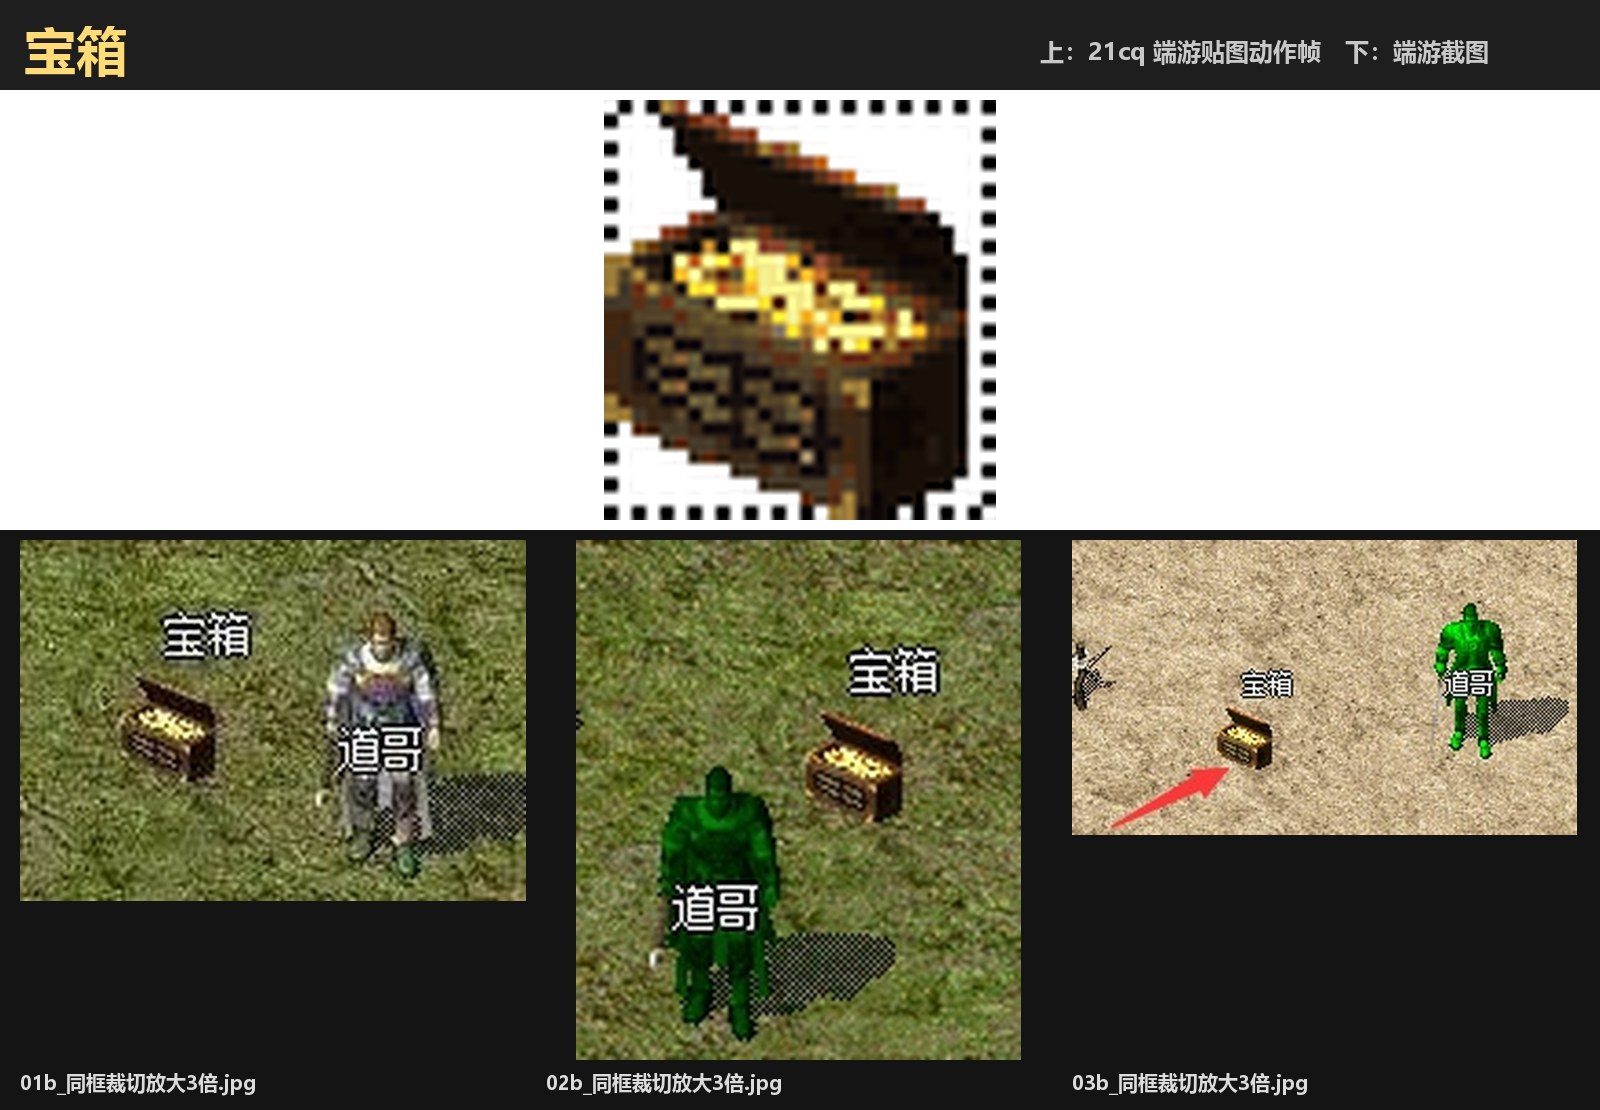 宝箱
上：21cq 端游贴图动作帧　下：端游截图
宝箱
道哥
宝箱
道哥
宝箱
道哥
01b_同框裁切放大3倍.jpg
02b_同框裁切放大3倍.jpg
03b_同框裁切放大3倍.jpg